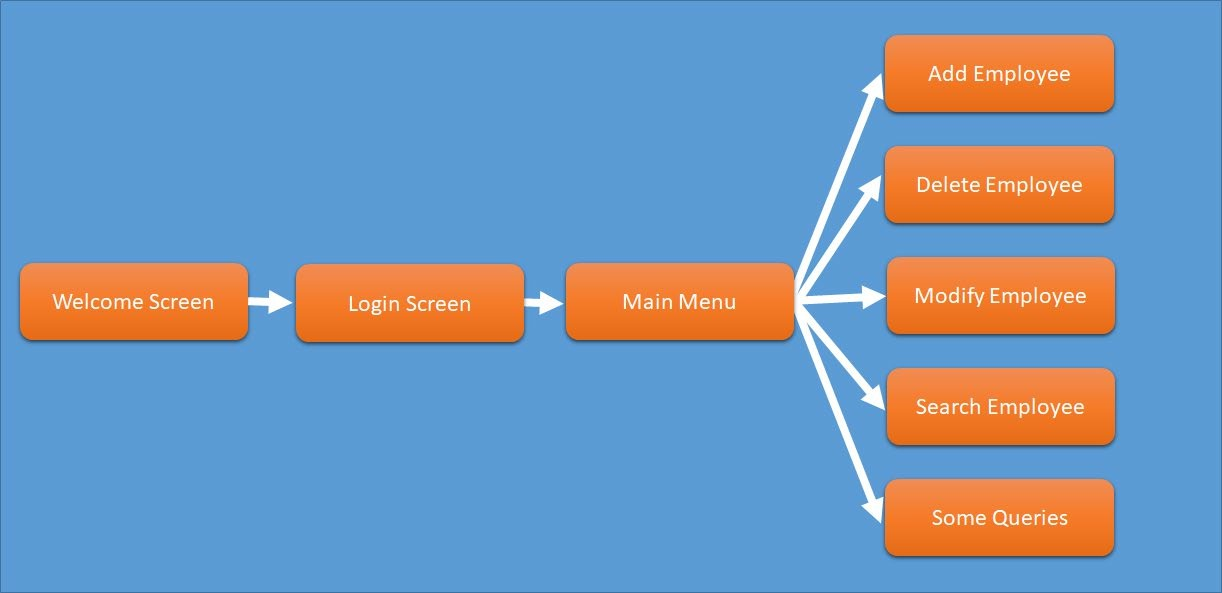 Welcome Screen
Login Screen
Main Menu
Add Employee
Delete Employee
Modify Employee
Search Employee
Some Queries